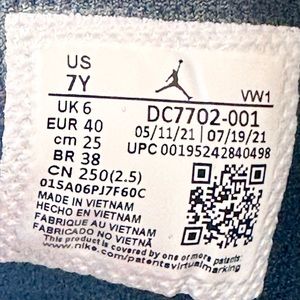 US
7Y
VW1
UK 6
EUR 40
cm 25
BR 38
CN 250(2.5)
DC7702-001
05/11/21 | 07/19/21
UPC 00195242840498
015A06PJ7F60C
MADE IN VIETNAM
HECHO EN VIETNAM
FABRIQUÉ AU VIETNAM
FABRICADO NO VIETNÃ
This product is covered by one or more patents:
www.nike.com/patentsvirtualmarking